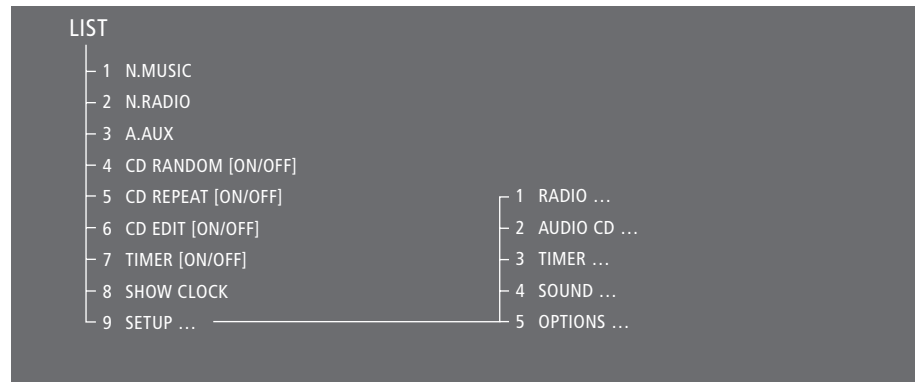 LIST
1 N.MUSIC
2 N.RADIO
3 A.AUX
4 CD RANDOM [ON/OFF]
5 CD REPEAT [ON/OFF]
6 CD EDIT [ON/OFF]
7 TIMER [ON/OFF]
8 SHOW CLOCK
9 SETUP …
1 RADIO …
2 AUDIO CD …
3 TIMER …
4 SOUND …
5 OPTIONS …